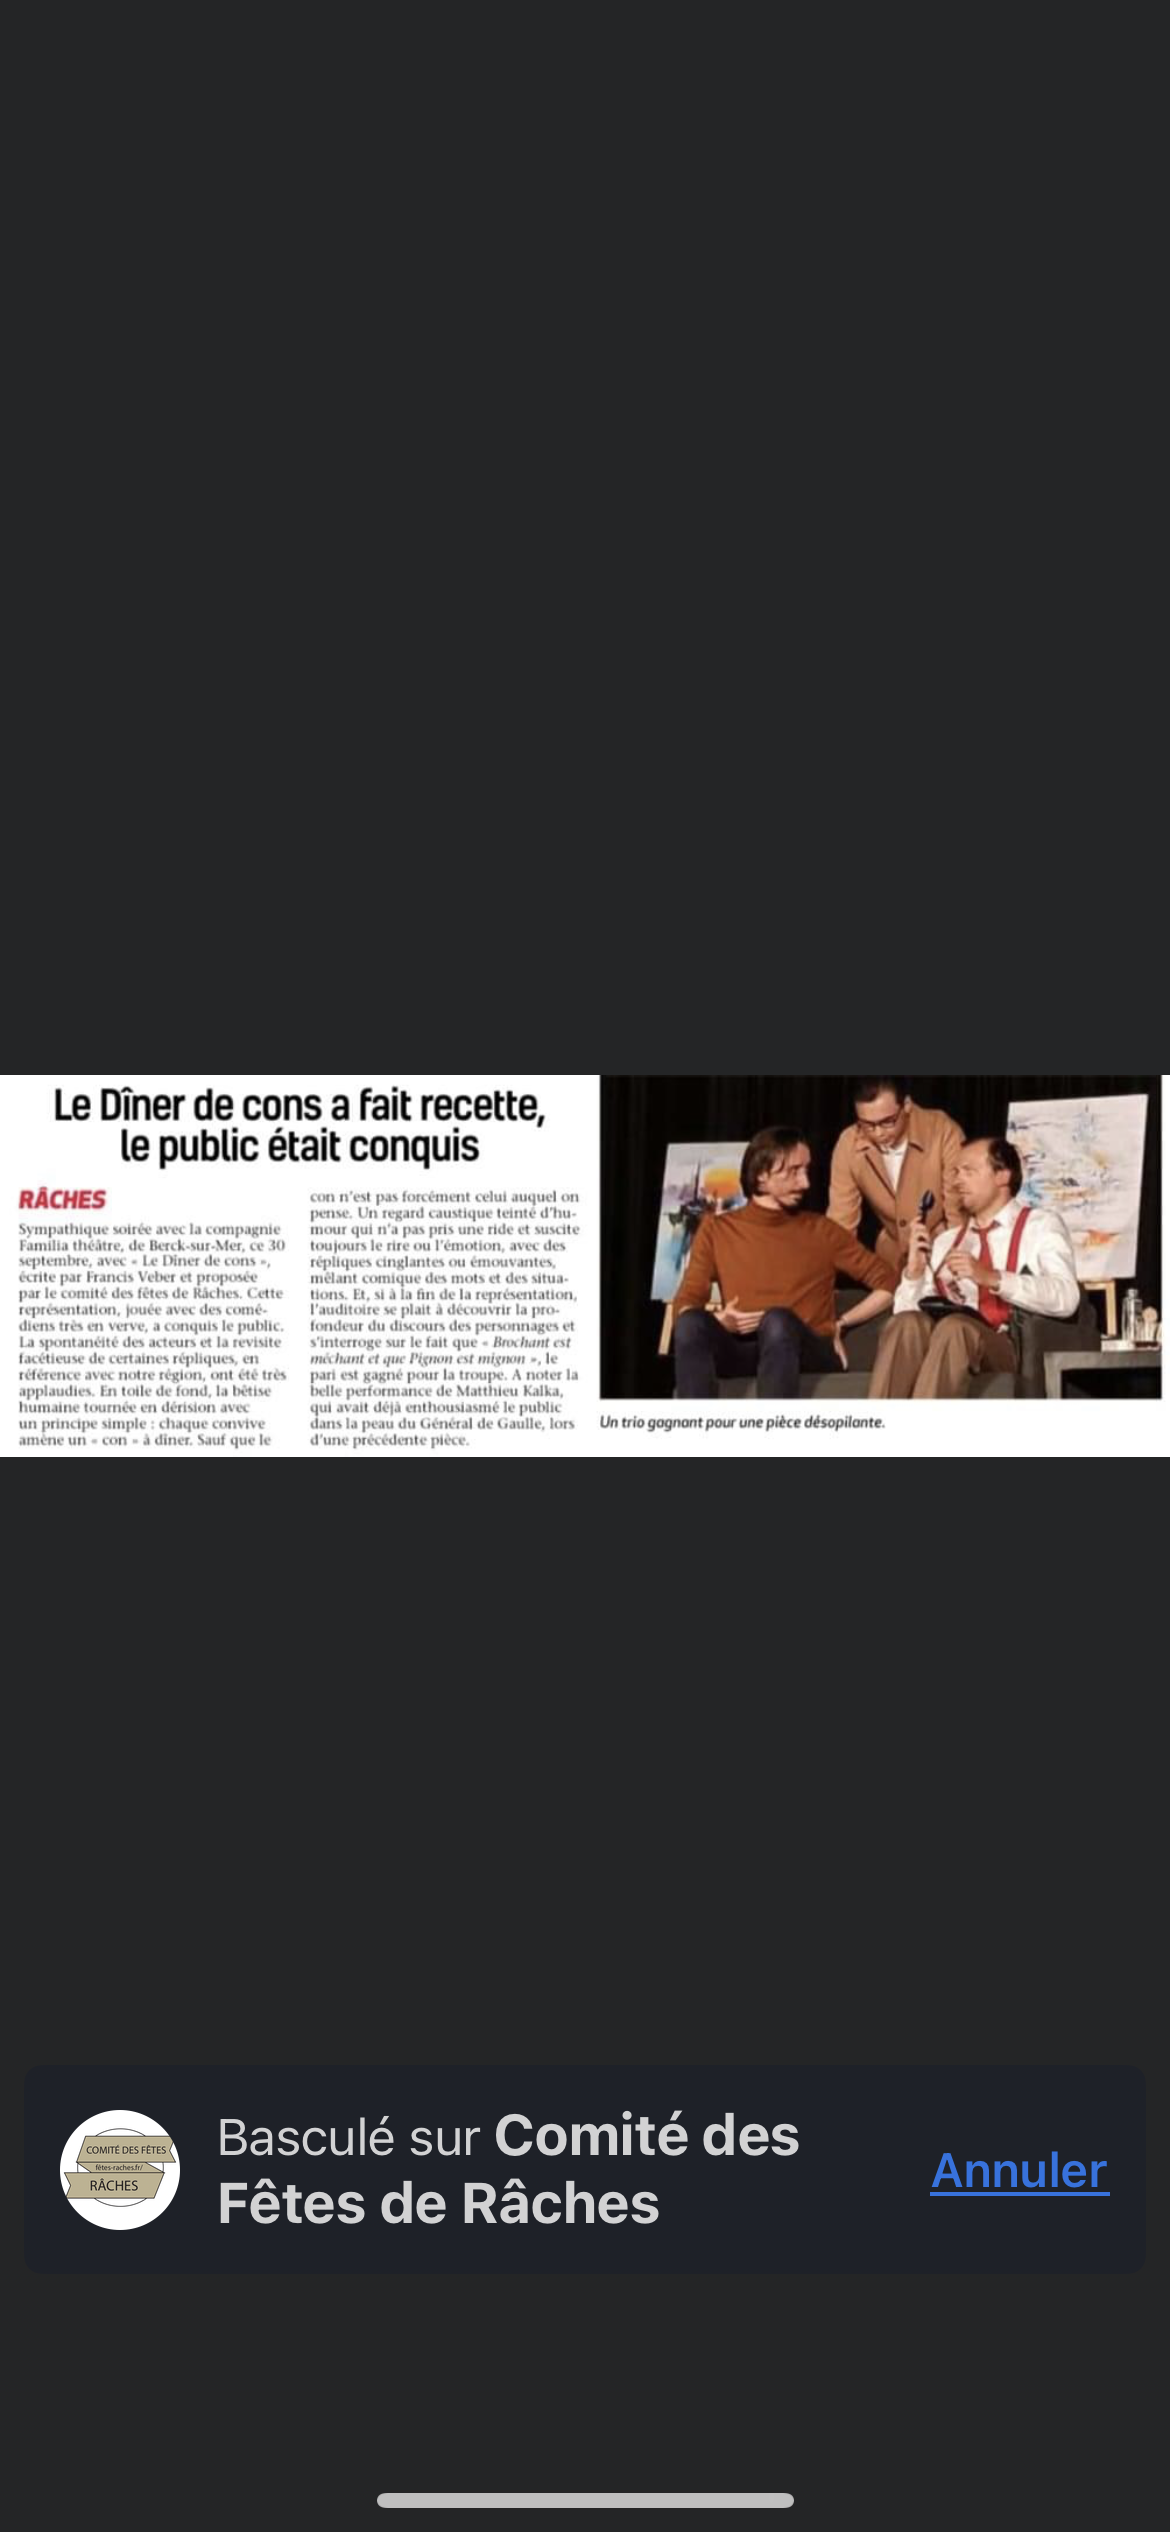 Le Dîner de cons a fait recette,
le public était conquis
RÂCHES
Sympathique soirée avec la compagnie
Familia théâtre, de Berck-sur-Mer, ce 30
septembre, avec « Le Dîner de cons »,
écrite par Francis Veber et proposée
par le comité des fêtes de Râches. Cette
représentation, jouée avec des comé-
diens très en verve, a conquis le public.
La spontanéité des acteurs et la revisite
facétieuse de certaines répliques, en
référence avec notre région, ont été très
applaudies. En toile de fond, la bêtise
humaine tournée en dérision avec
un principe simple : chaque convive
amène un « con » à dîner. Sauf que le
con n'est pas forcément celui auquel on
pense. Un regard caustique teinté d'hu-
mour qui n'a pas pris une ride et suscite
toujours le rire ou l'émotion, avec des
répliques cinglantes ou émouvantes,
mêlant comique des mots et des situa-
tions. Et, si à la fin de la représentation,
l'auditoire se plait à découvrir la pro-
fondeur du discours des personnages et
s'interroge sur le fait que « Brochant est
méchant et que Pignon est mignon », le
pari est gagné pour la troupe. A noter la
belle performance de Matthieu Kalka,
qui avait déjà enthousiasmé le public
dans la peau du Général de Gaulle, lors
d'une précédente pièce.
Un trio gagnant pour une pièce désopilante.
COMITÉ DES FÊTES
fêtes-raches.fr/
RÂCHES
Basculé sur Comité des
Fêtes de Râches
Annuler